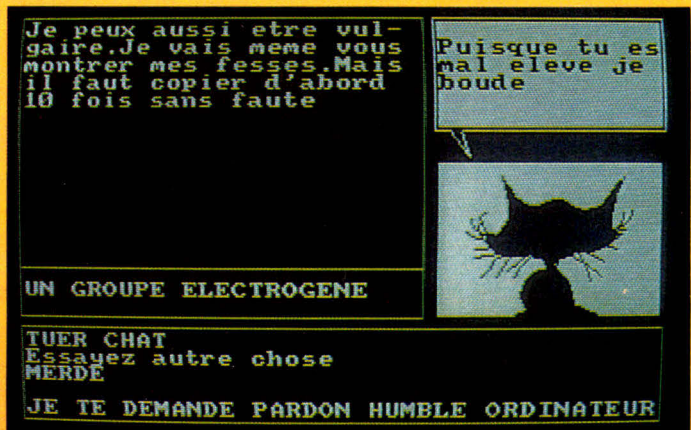 Je peux aussi etre vul-
gaire.Je vais meme vous
montrer mes fesses.Mais
il faut copier d'abord
10 fois sans faute
Puisque tu es
mal eleve je
boude
UN GROUPE ELECTROGENE
TUER CHAT
Essayez autre chose
MERDE
JE TE DEMANDE PARDON HUMBLE ORDINATEUR